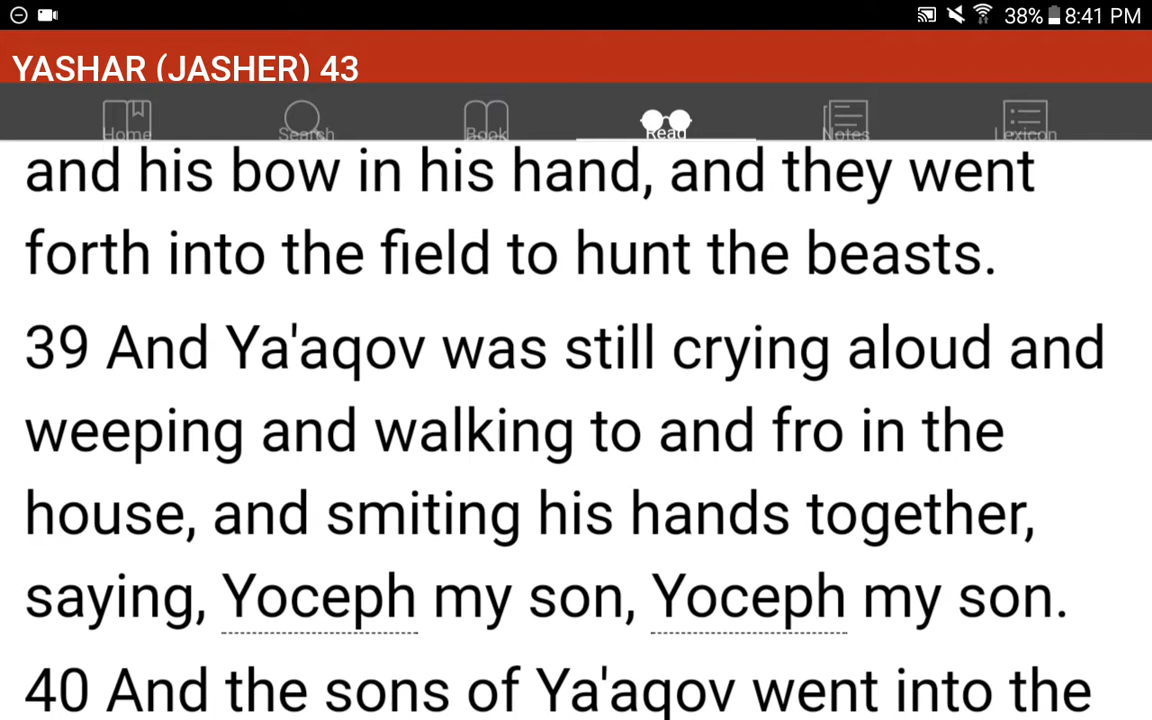 38% 8:41 PM
YASHAR (JASHER) 43
Home Search Book Read Notes Lexicon
and his bow in his hand, and they went
forth into the field to hunt the beasts.
39 And Ya'aqov was still crying aloud and
weeping and walking to and fro in the
house, and smiting his hands together,
saying, Yoceph my son, Yoceph my son.
40 And the sons of Ya'aqov went into the